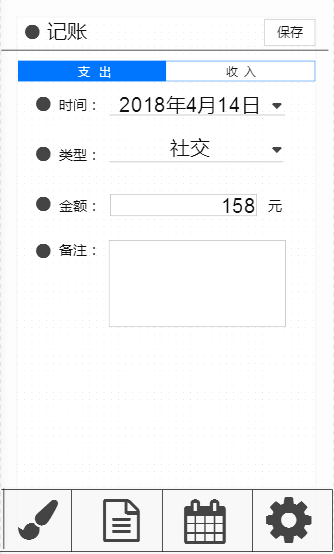 记账 保存
支 出 收 入
时间： 2018年4月14日
类型： 社交
金额： 158 元
备注：